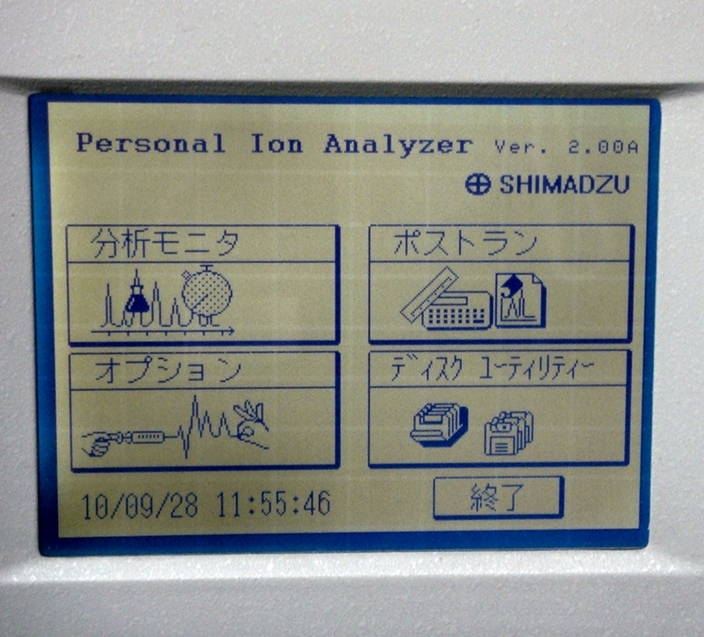 Personal Ion Analyzer Ver. 2.00A
SHIMADZU
分析モニタ
ポストラン
オプション
ディスク ユーティリティー
10/09/28 11:55:46
終了